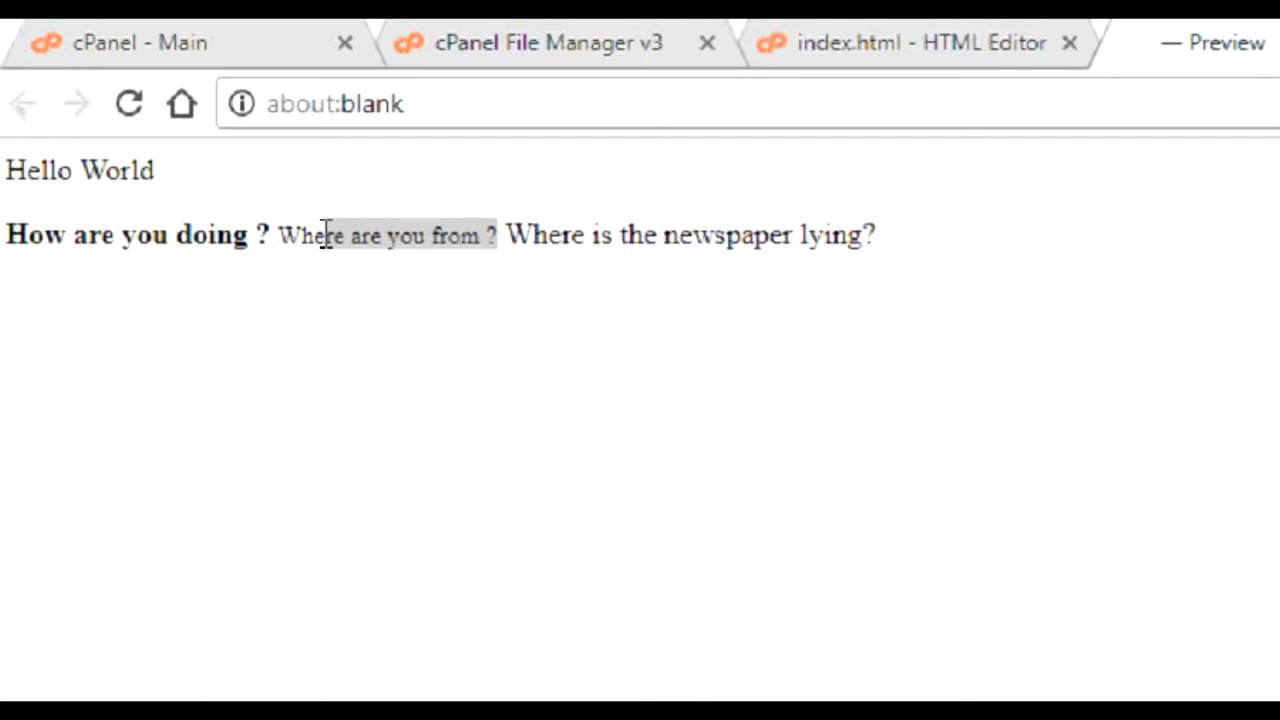 cPanel - Main
cPanel File Manager v3
index.html - HTML Editor
— Preview
about:blank
Hello World
How are you doing ? Where are you from ? Where is the newspaper lying?